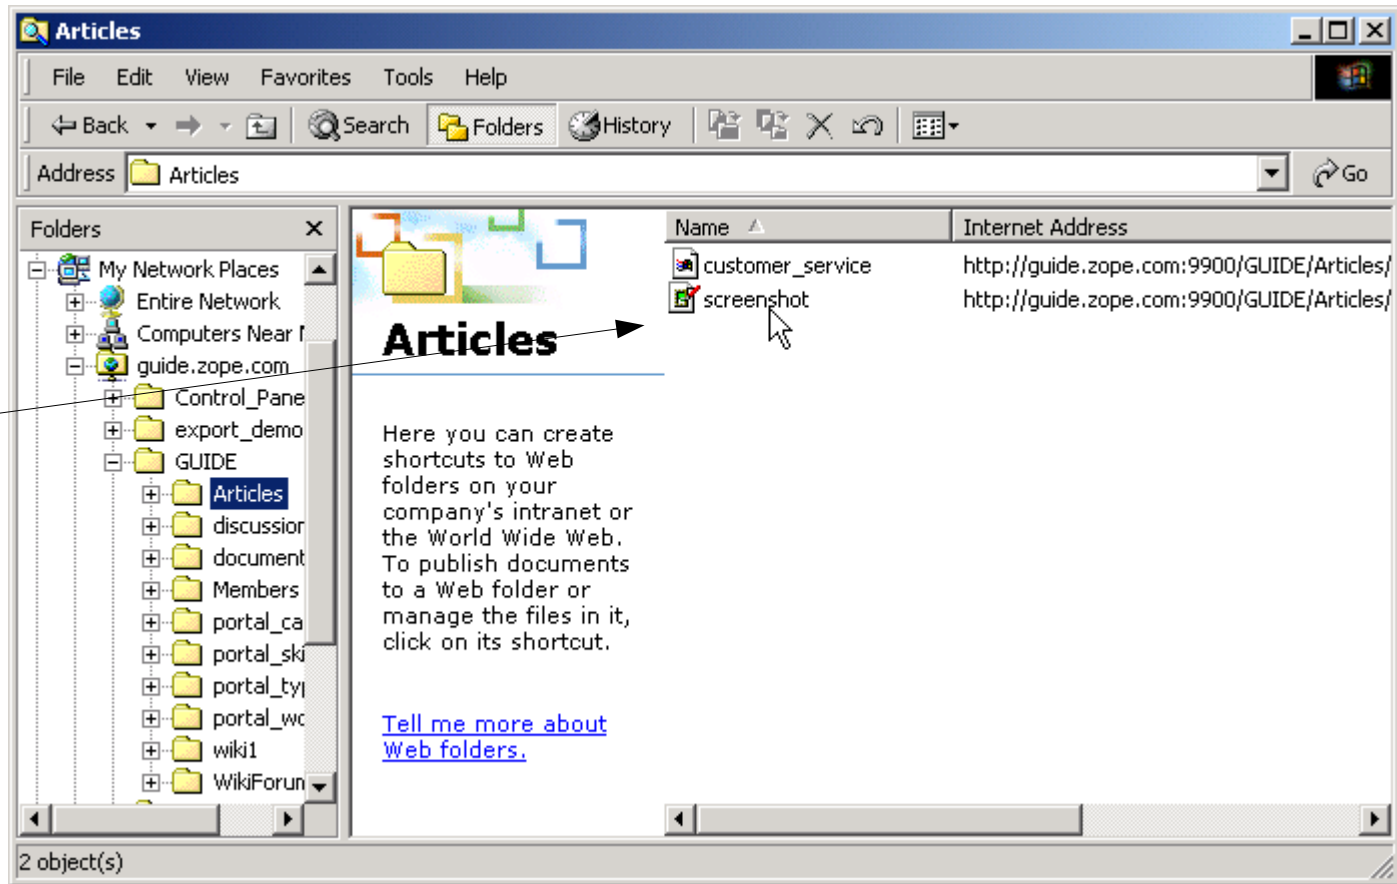 Articles
File Edit View Favorites Tools Help
Back Search Folders History
Address Articles Go
Folders
My Network Places
Entire Network
Computers Near
guide.zope.com
Control_Pane
export_demo
GUIDE
Articles
discussion
document
Members
portal_ca
portal_ski
portal_typ
portal_wo
wiki1
WikiForum
Articles
Here you can create
shortcuts to Web
folders on your
company's intranet or
the World Wide Web.
To publish documents
to a Web folder or
manage the files in it,
click on its shortcut.
Tell me more about
Web folders.
Name Internet Address
customer_service http://guide.zope.com:9900/GUIDE/Articles/
screenshot http://guide.zope.com:9900/GUIDE/Articles/
2 object(s)